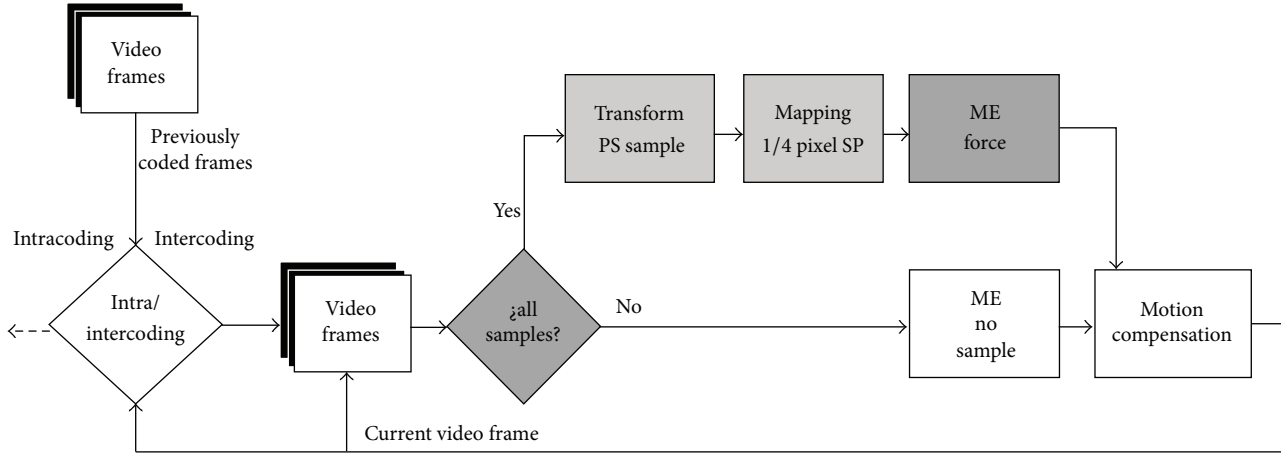 Video
frames
Previously
coded frames
Intracoding
Intercoding
Intra/
intercoding
Video
frames
¿all
samples?
Yes
No
Transform
PS sample
Mapping
1/4 pixel SP
ME
force
ME
no
sample
Motion
compensation
Current video frame